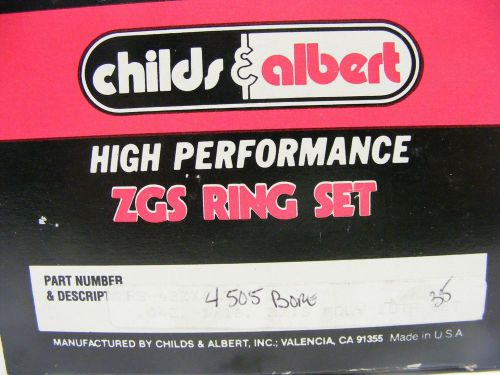 childs & albert
HIGH PERFORMANCE
ZGS RING SET
PART NUMBER
& DESCRIPT
4 505 BORE 35
MANUFACTURED BY CHILDS & ALBERT, INC.; VALENCIA, CA 91355 Made in U S A